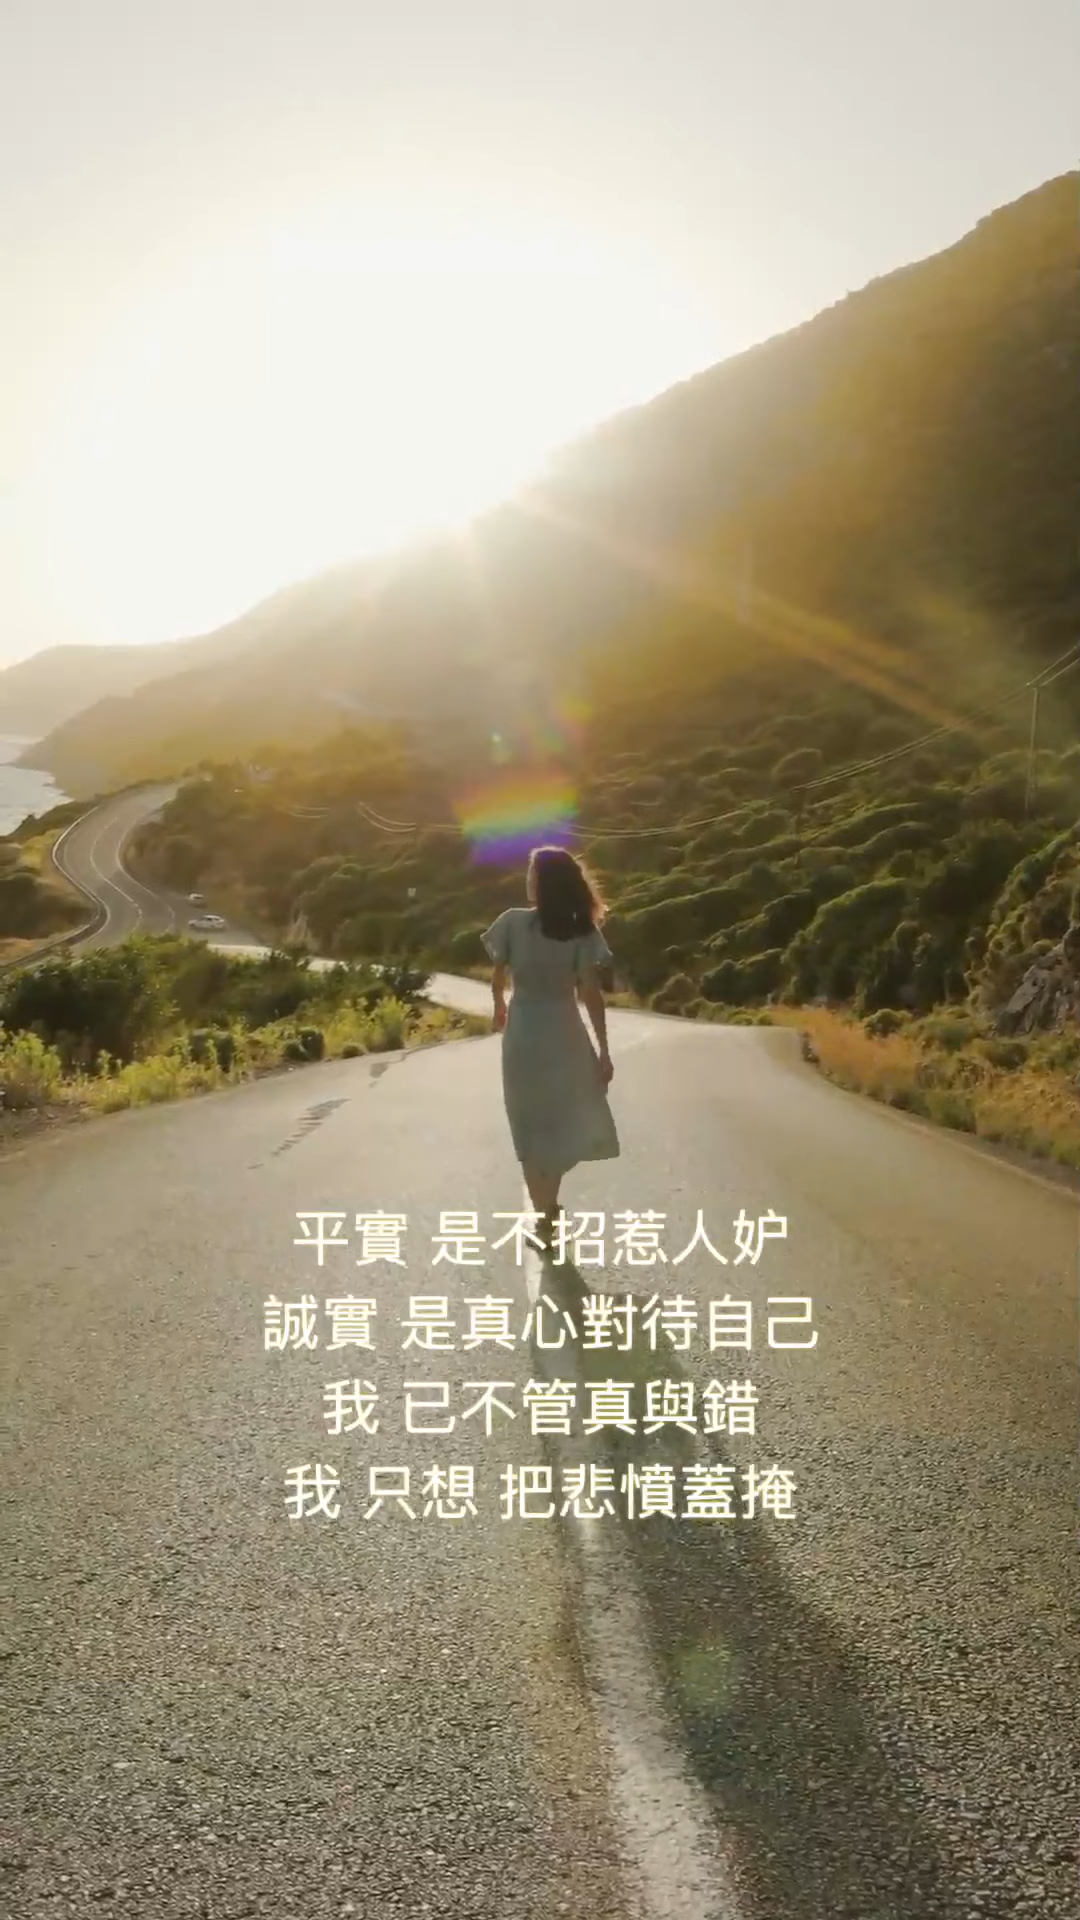 平實 是不招惹人妒
誠實 是真心對待自己
我 已不管真與錯
我 只想 把悲憤蓋掩